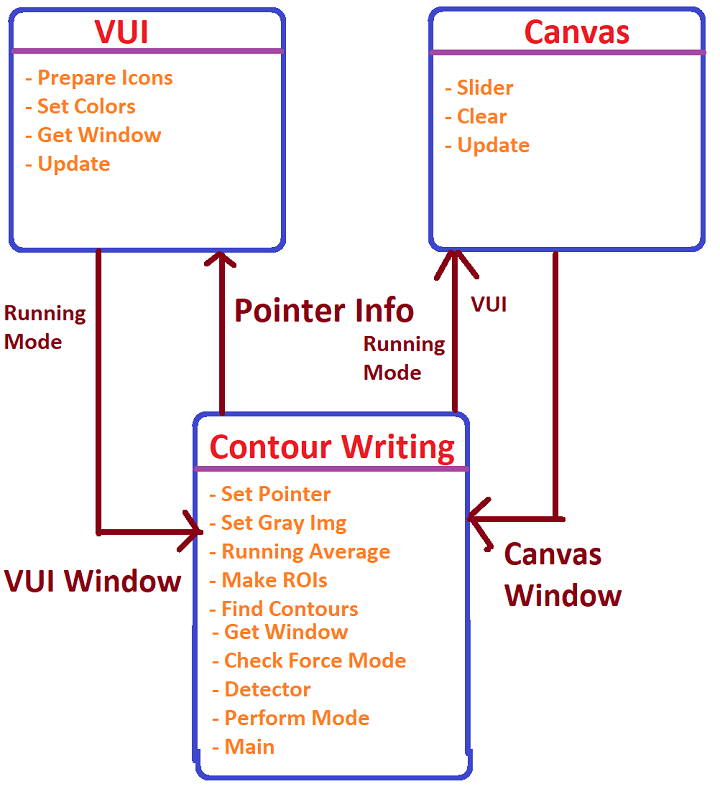 VUI
- Prepare Icons
- Set Colors
- Get Window
- Update
Canvas
- Slider
- Clear
- Update
Running
Mode
Pointer Info
Running
Mode
VUI
Contour Writing
- Set Pointer
- Set Gray Img
- Running Average
- Make ROIs
- Find Contours
- Get Window
- Check Force Mode
- Detector
- Perform Mode
- Main
VUI Window
Canvas
Window